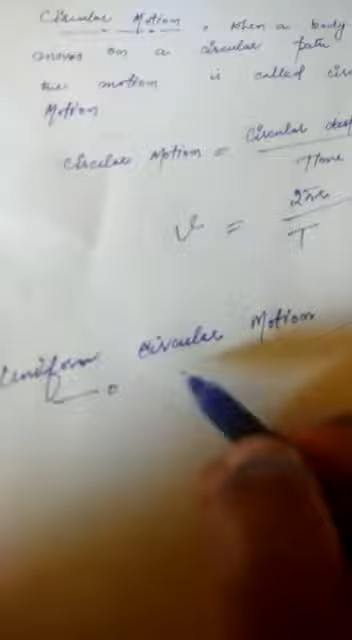 Circular Motion. When a body
moves on a circular path
the motion is called
Motion
Circular Motion = Circular
Time
V = 2πr
T
Uniform circular Motion